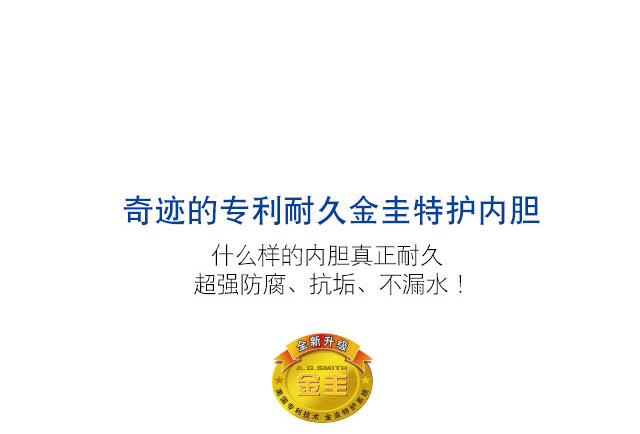 奇迹的专利耐久金圭特护内胆
什么样的内胆真正耐久
超强防腐、抗垢、不漏水！
全新升级
A.O.SMITH
金圭
美国专利技术 金圭特护系统